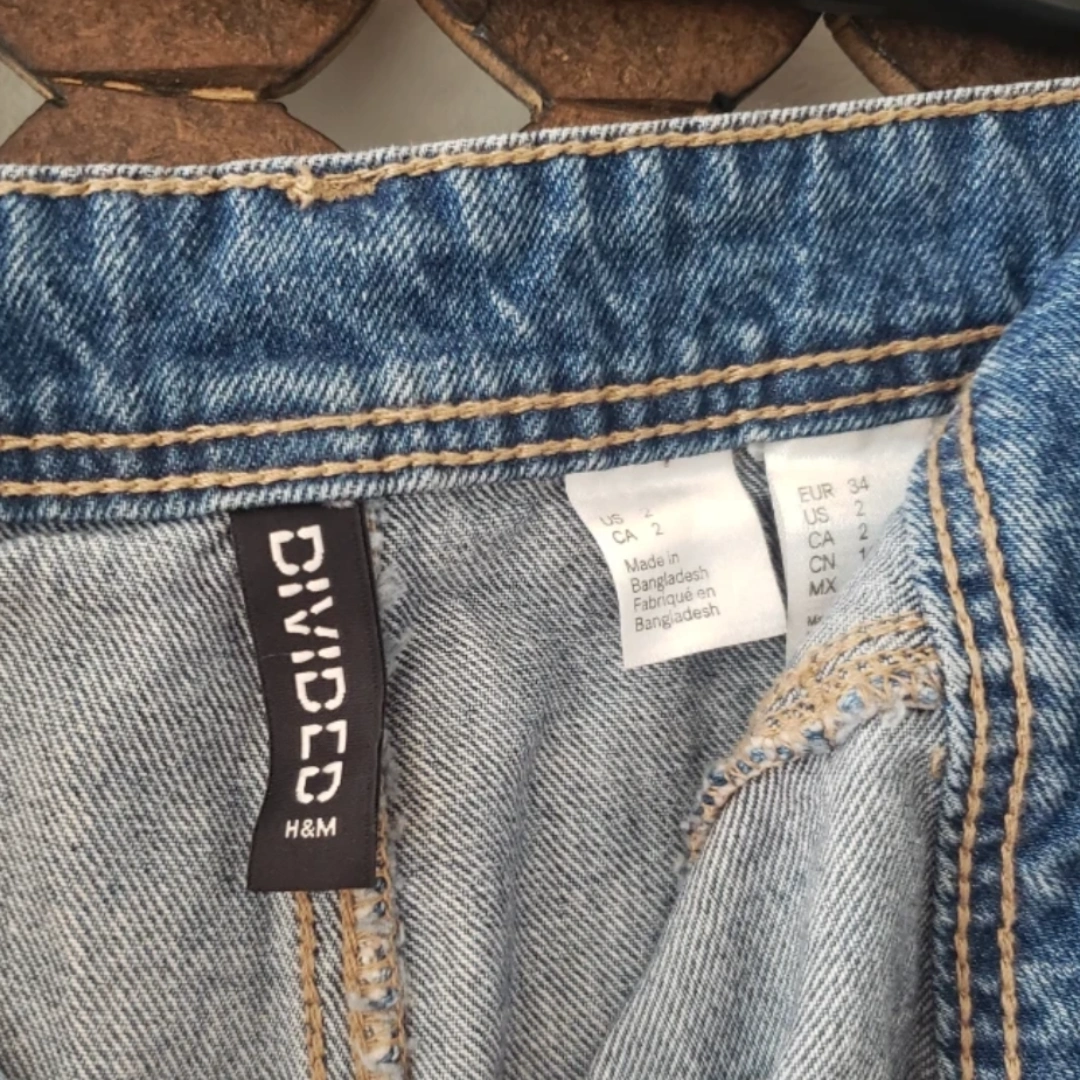 DIVIDED
H&M
US 2
CA 2
Made in
Bangladesh
Fabriqué en
Bangladesh
EUR 34
US 2
CA 2
CN
MX